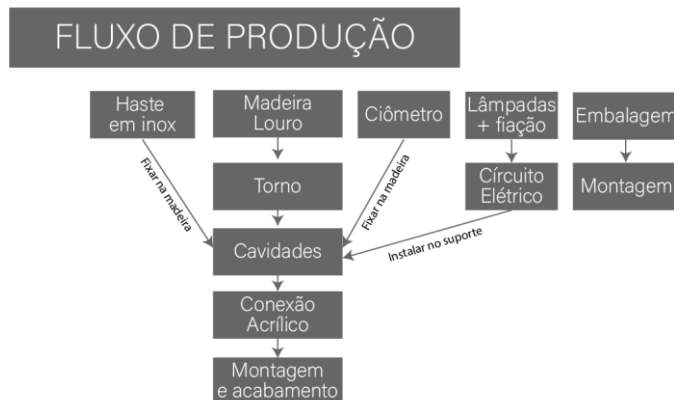 FLUXO DE PRODUÇÃO
Haste
em inox
Madeira
Louro
Ciômetro
Lâmpadas
+ fiação
Embalagem
Fixar na madeira
Torno
Fixar na madeira
Círcuito
Elétrico
Montagem
Cavidades
Instalar no suporte
Conexão
Acrílico
Montagem
e acabamento